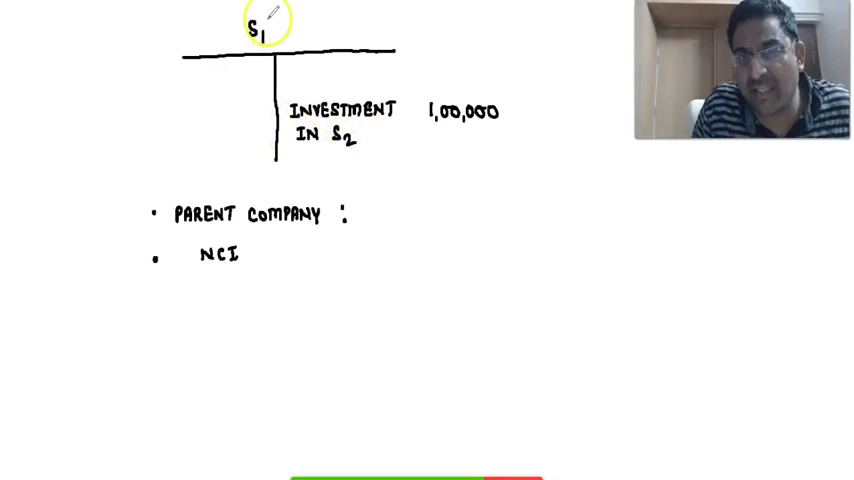 S1
INVESTMENT 1,00,000
IN S2
• PARENT COMPANY :
• NCI